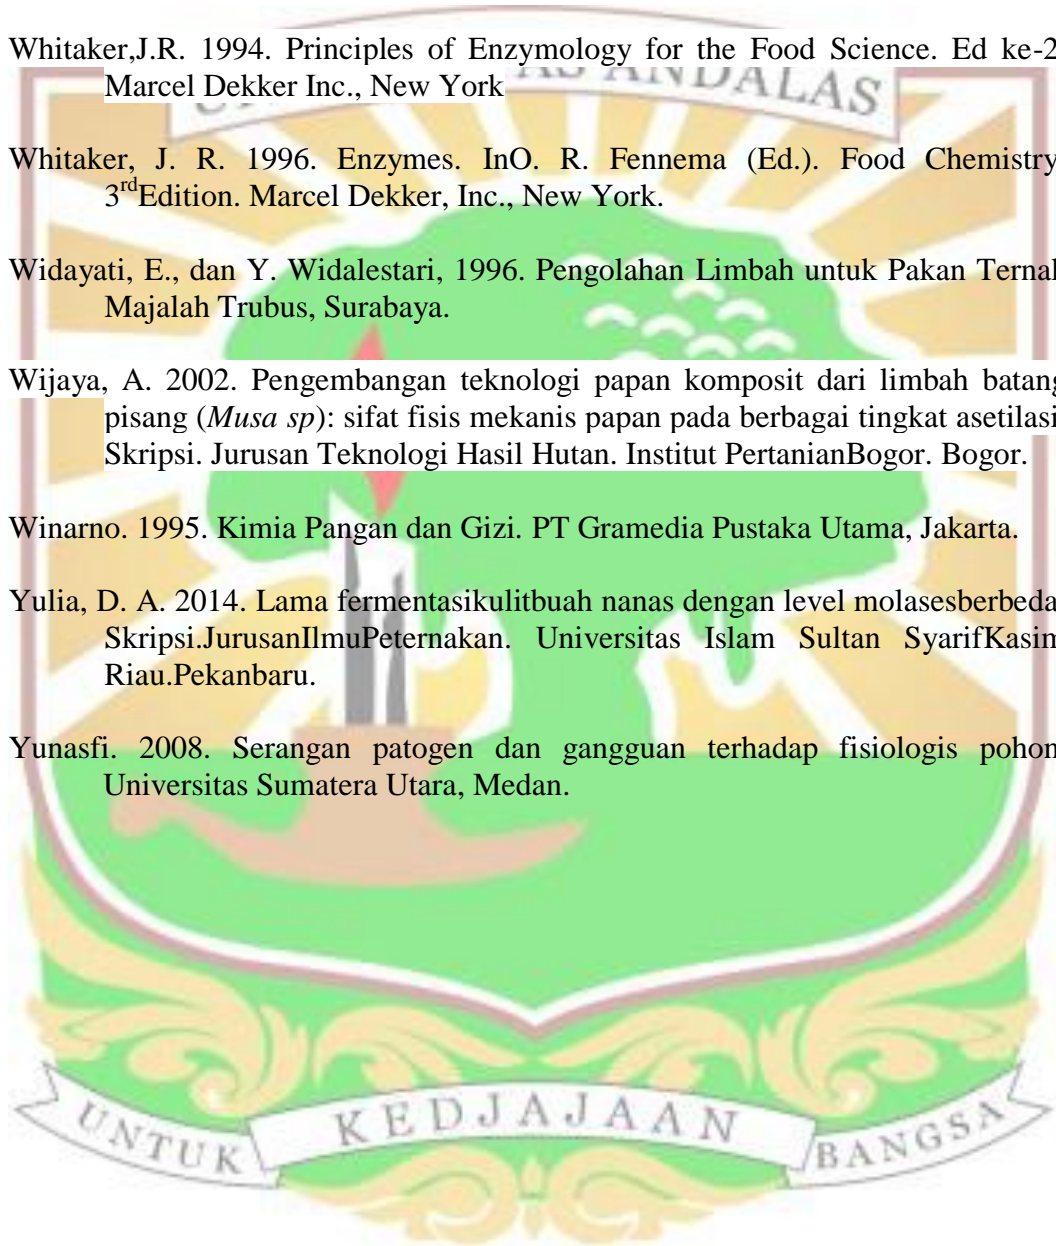 Whitaker,J.R. 1994. Principles of Enzymology for the Food Science. Ed ke-2
Marcel Dekker Inc., New York
ANDALAS
Whitaker, J. R. 1996. Enzymes. InO. R. Fennema (Ed.). Food Chemistry
3rdEdition. Marcel Dekker, Inc., New York.
Widayati, E., dan Y. Widalestari, 1996. Pengolahan Limbah untuk Pakan Ternak
Majalah Trubus, Surabaya.
Wijaya, A. 2002. Pengembangan teknologi papan komposit dari limbah batang
pisang (Musa sp): sifat fisis mekanis papan pada berbagai tingkat asetilasi
Skripsi. Jurusan Teknologi Hasil Hutan. Institut PertanianBogor. Bogor.
Winarno. 1995. Kimia Pangan dan Gizi. PT Gramedia Pustaka Utama, Jakarta.
Yulia, D. A. 2014. Lama fermentasikulitbuah nanas dengan level molasesberbeda
Skripsi.JurusanIlmuPeternakan. Universitas Islam Sultan SyarifKasim
Riau.Pekanbaru.
Yunasfi. 2008. Serangan patogen dan gangguan terhadap fisiologis pohon
Universitas Sumatera Utara, Medan.
UNTUK KEDJAJAAN BANGSA